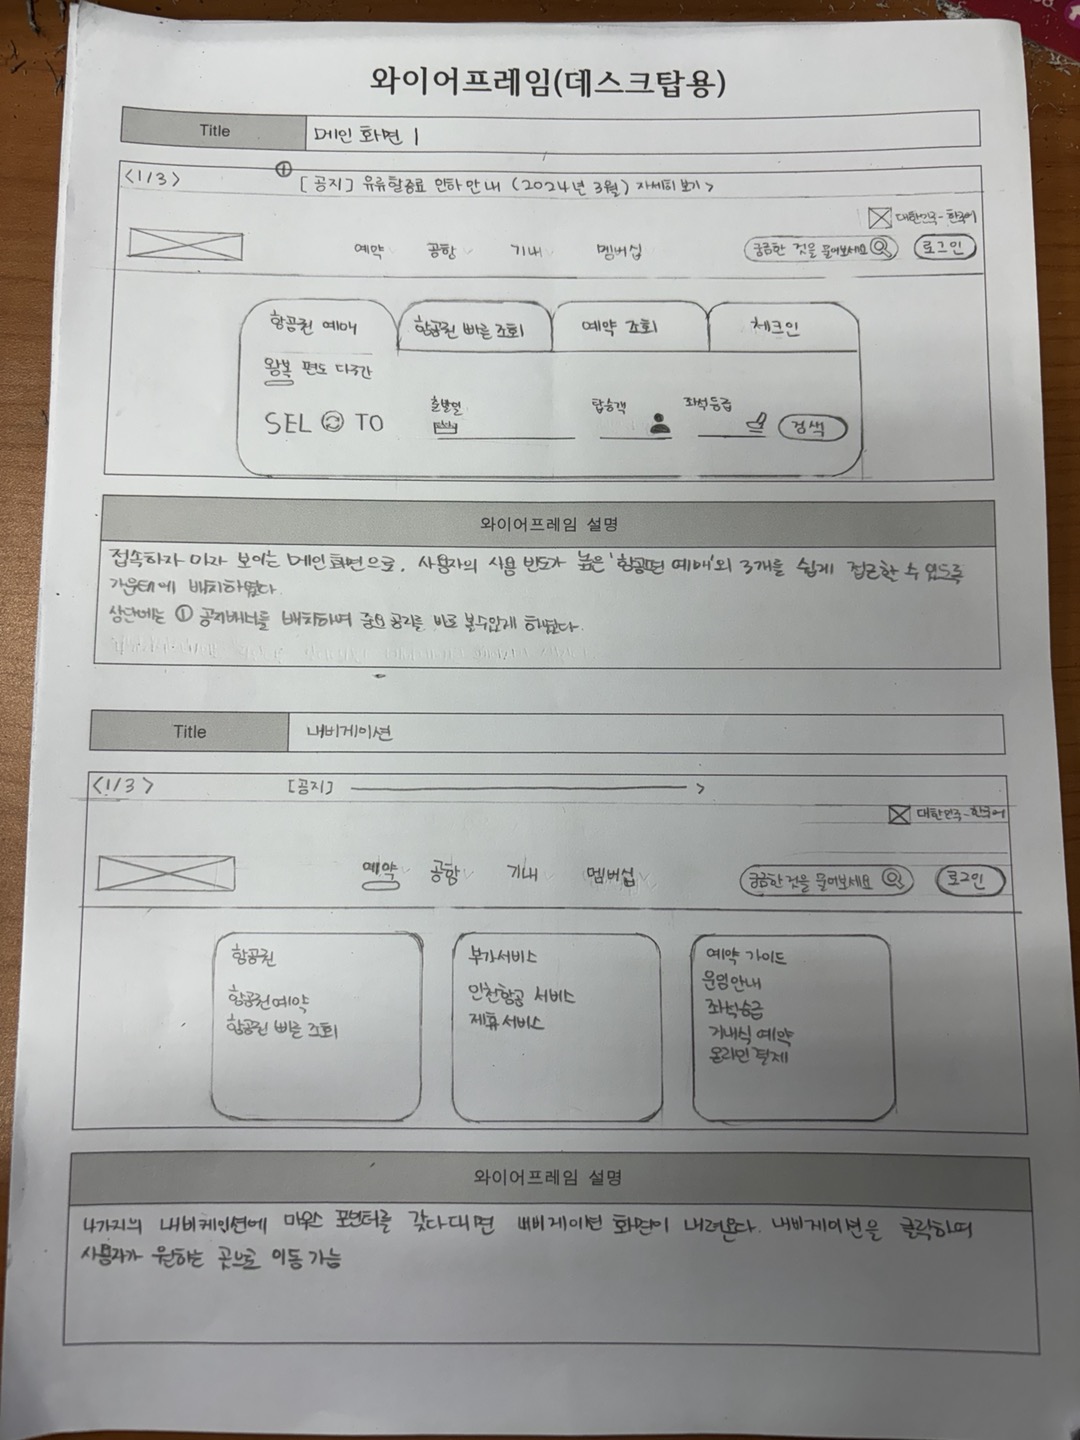 와이어프레임(데스크탑용)
Title 메인 화면 1
<1/3> ① [공지] 유류할증료 인하 안내 (2024년 3월) 자세히 보기 >
대한민국-한국어
예약 공항 기내 멤버십 궁금한 것을 물어보세요 로그인
항공권 예매 항공권 빠른 조회 예약 조회 체크인
왕복 편도 다구간
출발일 탑승객 좌석등급
SEL TO 검색
와이어프레임 설명
접속하자 마자 보이는 메인화면으로, 사용자의 사용 빈도가 높은 '항공권 예매'외 3개를 쉽게 접근할 수 있도록
가운데에 배치하였다.
상단에는 ① 공지배너를 배치하여 중요 공지를 바로 볼수있게 하였다.
Title 내비게이션
<1/3> [공지] >
대한민국-한국어
예약 공항 기내 멤버십 궁금한 것을 물어보세요 로그인
항공권 부가서비스 예약 가이드
항공권예약 인천항공 서비스 운임안내
항공권 빠른 조회 제휴 서비스 좌석승급
기내식 예약
온라인 결제
와이어프레임 설명
4가지의 내비게이션에 마우스 포인터를 갖다대면 내비게이션 화면이 내려온다. 내비게이션을 클릭하며
사용자가 원하는 곳으로 이동 가능